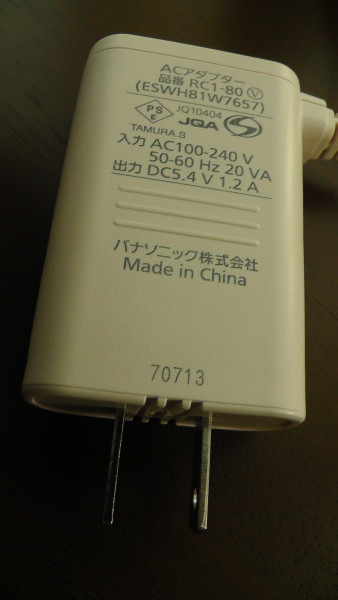 ACアダプター
品番 RC1-80 Ⓥ
(ESWH81W7657)
PS
E
JQ10404
JQA
TAMURA.S
入力 AC100-240 V
50-60 Hz 20 VA
出力 DC5.4 V 1.2 A
パナソニック株式会社
Made in China
70713